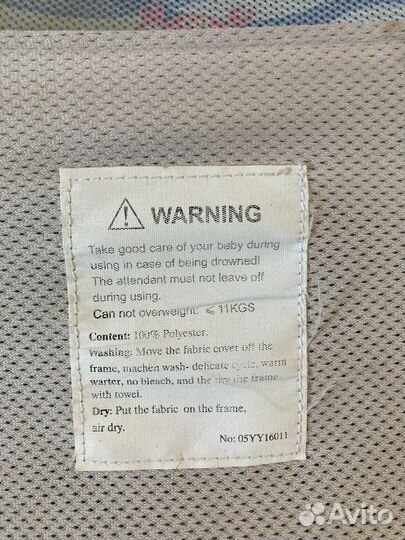 WARNING
Take good care of your baby during
using in case of being drowned!
The attendant must not leave off
during using.
Can not overweight: ⩽11KGS
Content: 100% Polyester.
Washing: Move the fabric cover off the
frame, machen wash- delicate cycle, warm
warter, no bleach, and the dry the frame
with towel.
Dry: Put the fabric on the frame,
air dry.
No: 05YY16011
Avito